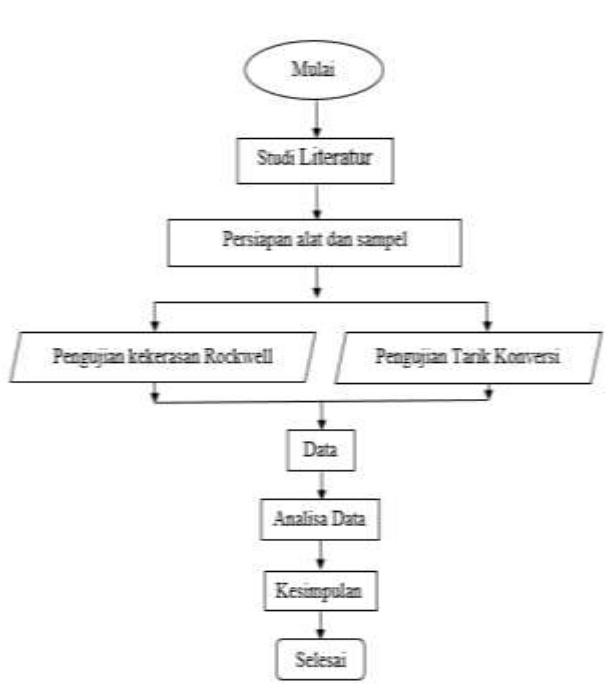 Mulai
Studi Literatur
Persiapan alat dan sampel
Pengujian kekerasan Rockwell
Pengujian Tarik Konversi
Data
Analisa Data
Kesimpulan
Selesai